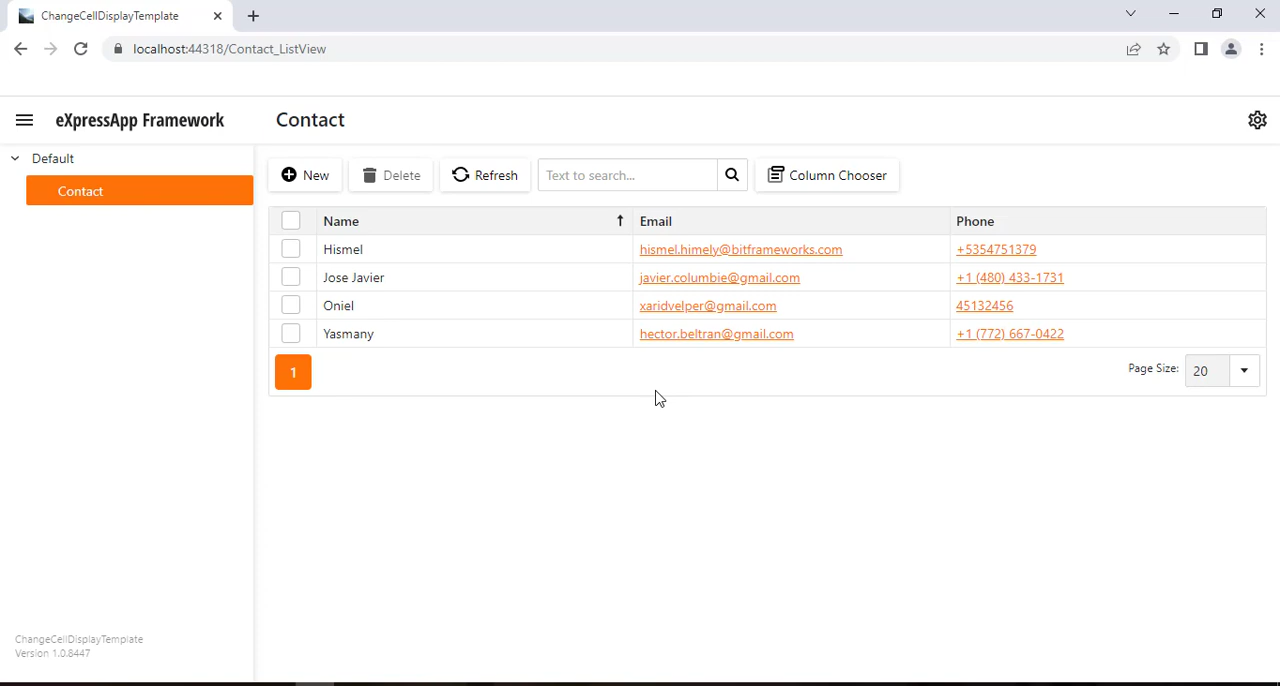 ChangeCellDisplayTemplate
localhost:44318/Contact_ListView
eXpressApp Framework
Contact
Default
Contact
New
Delete
Refresh
Text to search...
Column Chooser
Name Email Phone
Hismel hismel.himely@bitframeworks.com +5354751379
Jose Javier javier.columbie@gmail.com +1 (480) 433-1731
Oniel xaridvelper@gmail.com 45132456
Yasmany hector.beltran@gmail.com +1 (772) 667-0422
1
Page Size: 20
ChangeCellDisplayTemplate
Version 1.0.8447